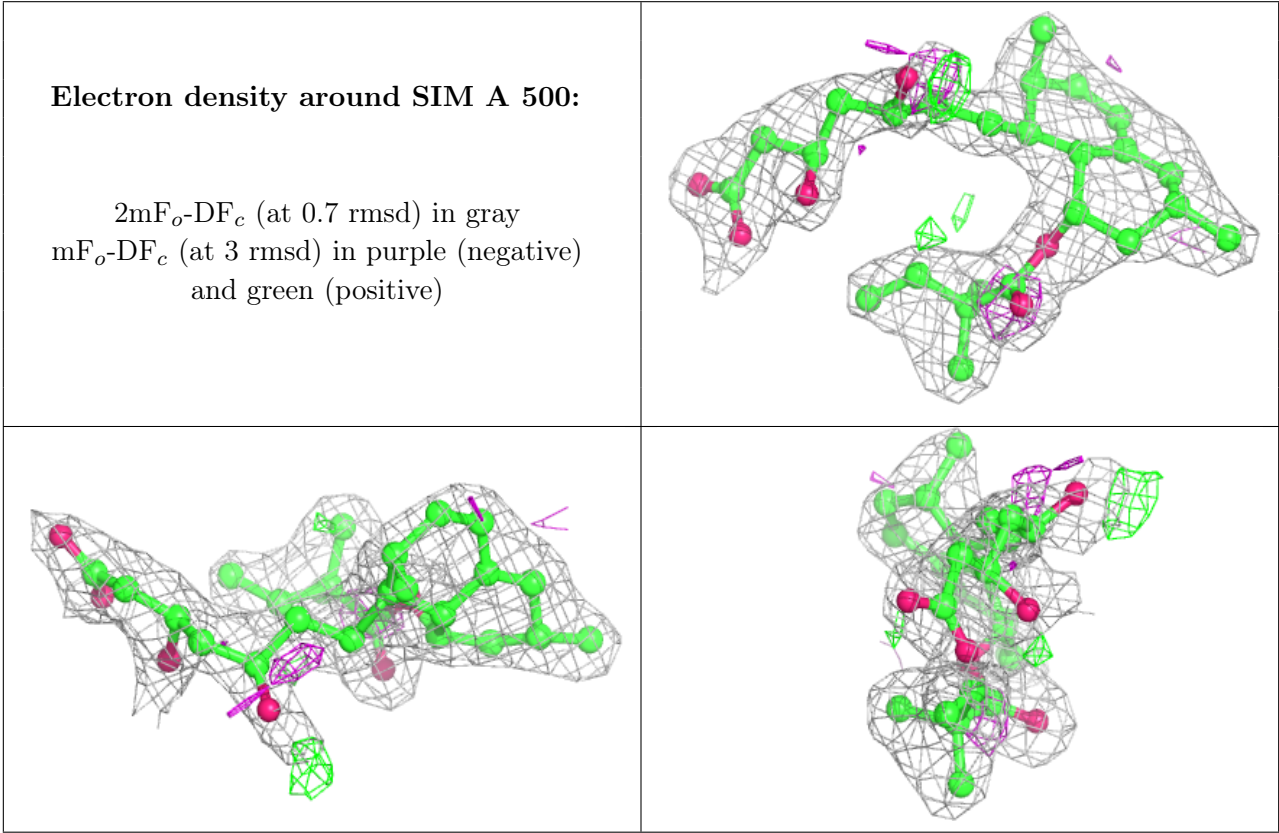 Electron density around SIM A 500:
2mFo-DFc (at 0.7 rmsd) in gray
mFo-DFc (at 3 rmsd) in purple (negative)
and green (positive)